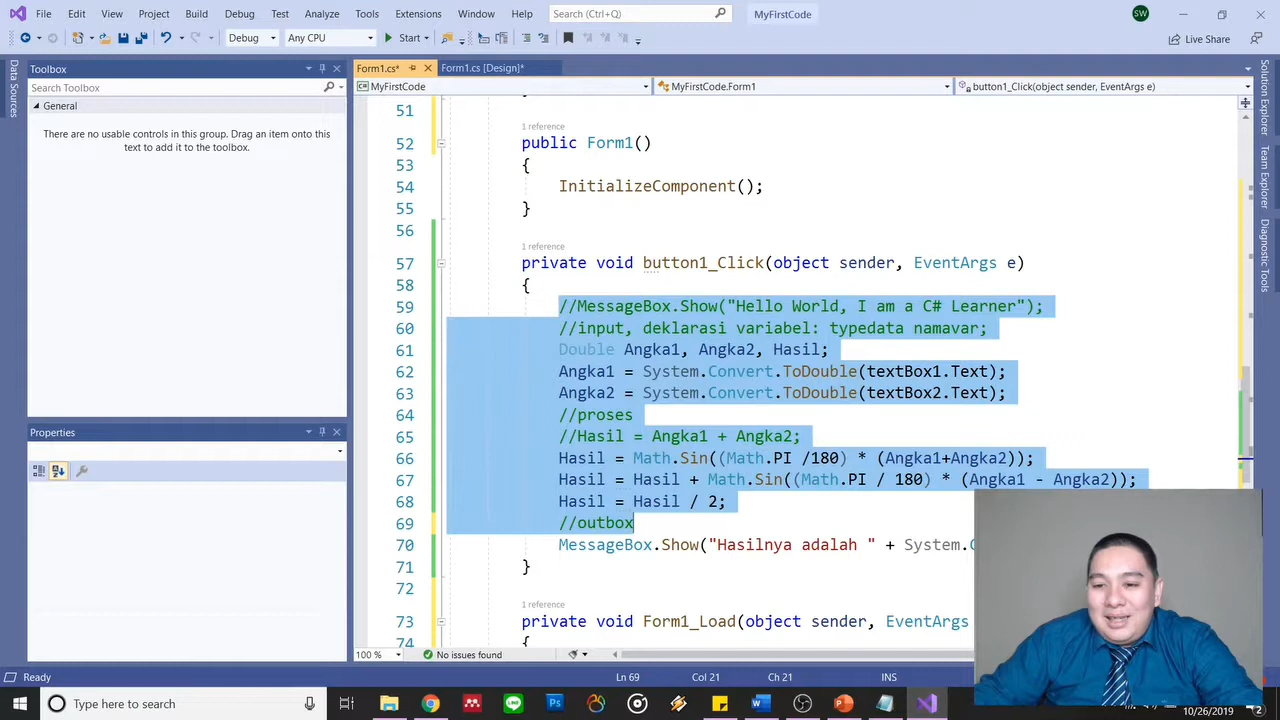 File Edit View Project Build Debug Test Analyze Tools Extensions Window Help Search (Ctrl+Q) MyFirstCode SW
Debug Any CPU Start Live Share
Data Sources
Toolbox
Search Toolbox
General
There are no usable controls in this group. Drag an item onto this
text to add it to the toolbox.
Properties
Form1.cs* Form1.cs [Design]*
MyFirstCode MyFirstCode.Form1 button1_Click(object sender, EventArgs e)
51
1 reference
52 public Form1()
53 {
54 InitializeComponent();
55 }
56
1 reference
57 private void button1_Click(object sender, EventArgs e)
58 {
59 //MessageBox.Show("Hello World, I am a C# Learner");
60 //input, deklarasi variabel: typedata namavar;
61 Double Angka1, Angka2, Hasil;
62 Angka1 = System.Convert.ToDouble(textBox1.Text);
63 Angka2 = System.Convert.ToDouble(textBox2.Text);
64 //proses
65 //Hasil = Angka1 + Angka2;
66 Hasil = Math.Sin((Math.PI /180) * (Angka1+Angka2));
67 Hasil = Hasil + Math.Sin((Math.PI / 180) * (Angka1 - Angka2));
68 Hasil = Hasil / 2;
69 //outbox
70 MessageBox.Show("Hasilnya adalah " + System.C
71 }
72
1 reference
73 private void Form1_Load(object sender, EventArgs
74 {
Solution Explorer
Team Explorer
Diagnostic Tools
100 % No issues found
Ready Ln 69 Col 21 Ch 21 INS
Type here to search
10/26/2019